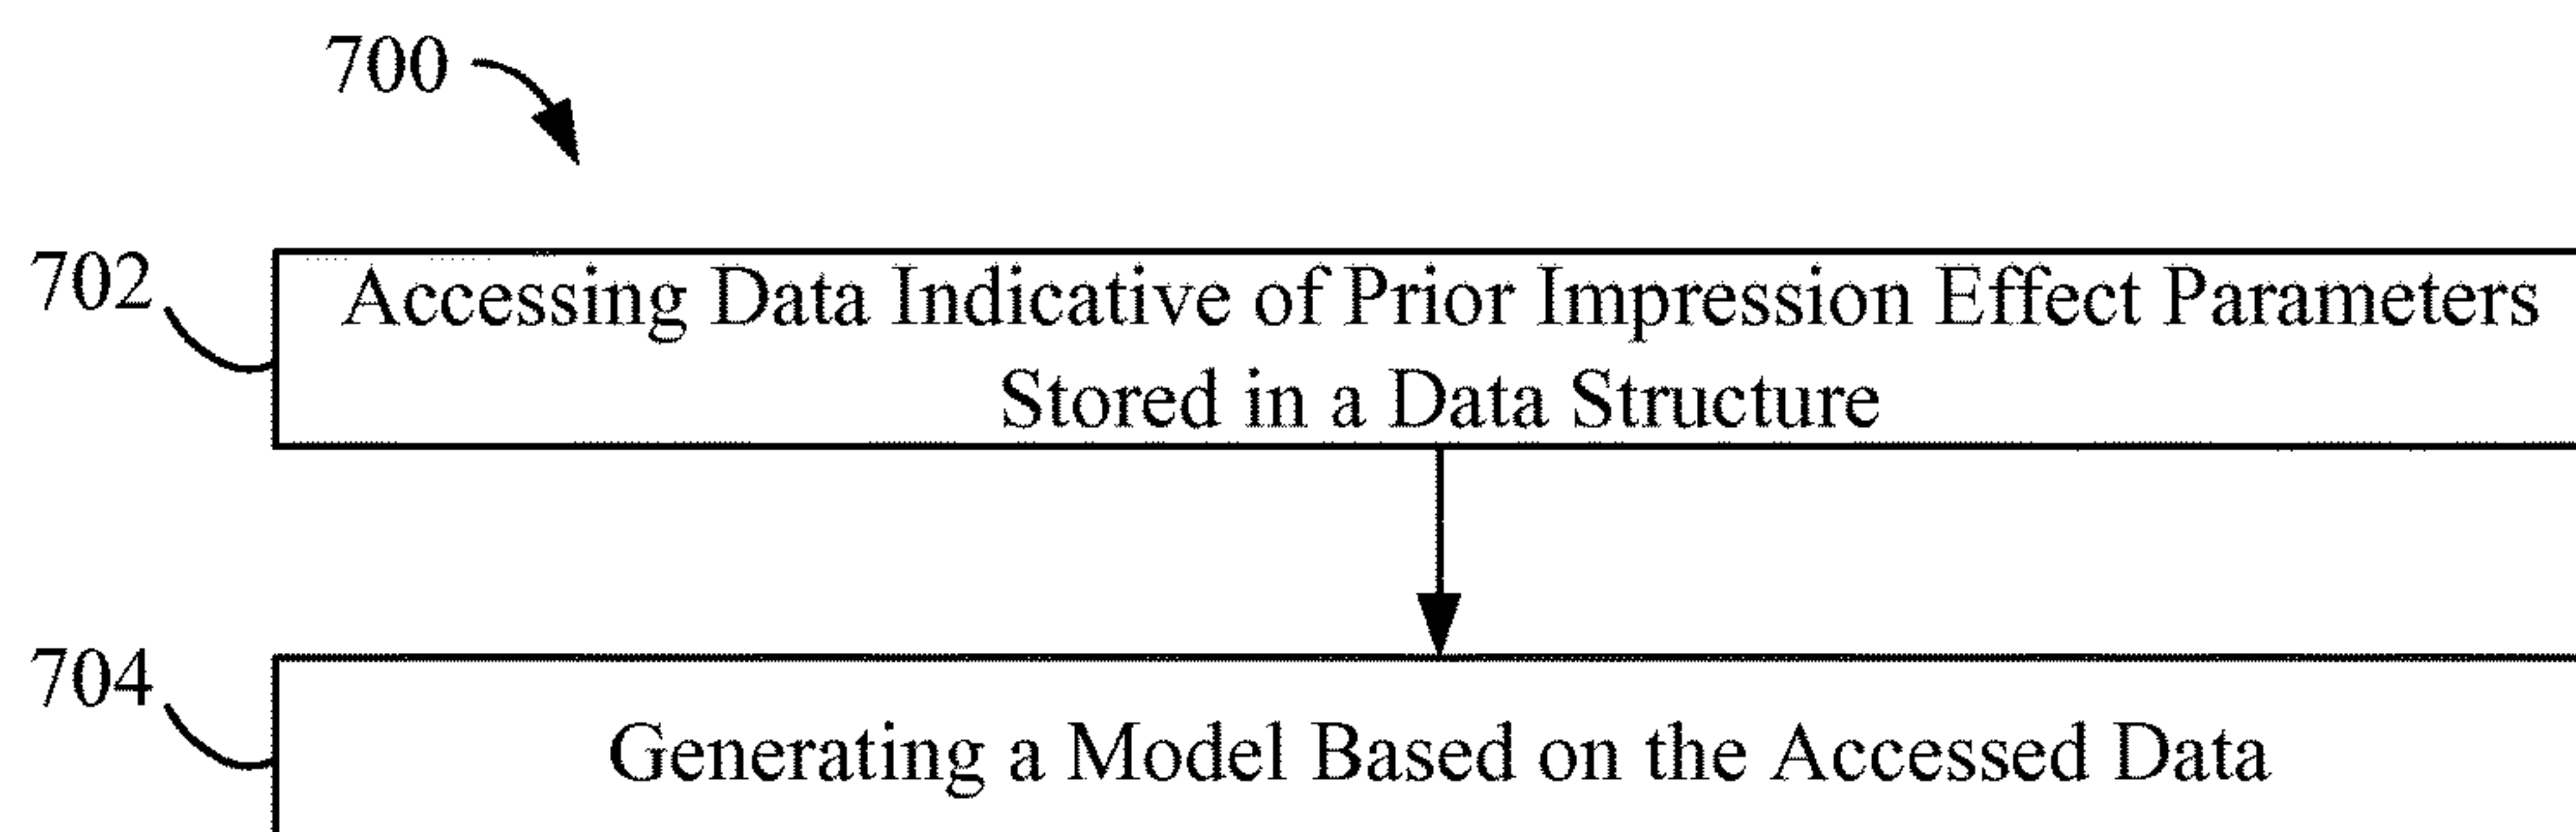 700
702
Accessing Data Indicative of Prior Impression Effect Parameters
Stored in a Data Structure
704
Generating a Model Based on the Accessed Data